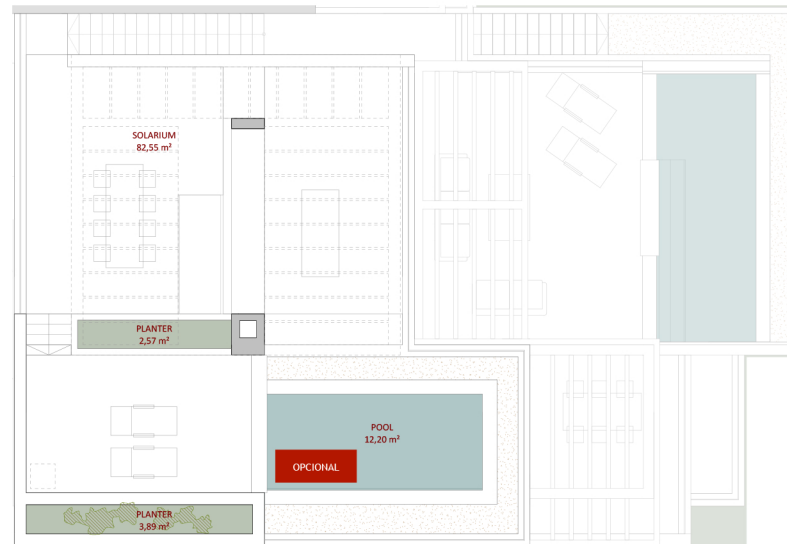 SOLARIUM
82,55 m²
PLANTER
2,57 m²
POOL
12,20 m²
OPCIONAL
PLANTER
3,89 m²